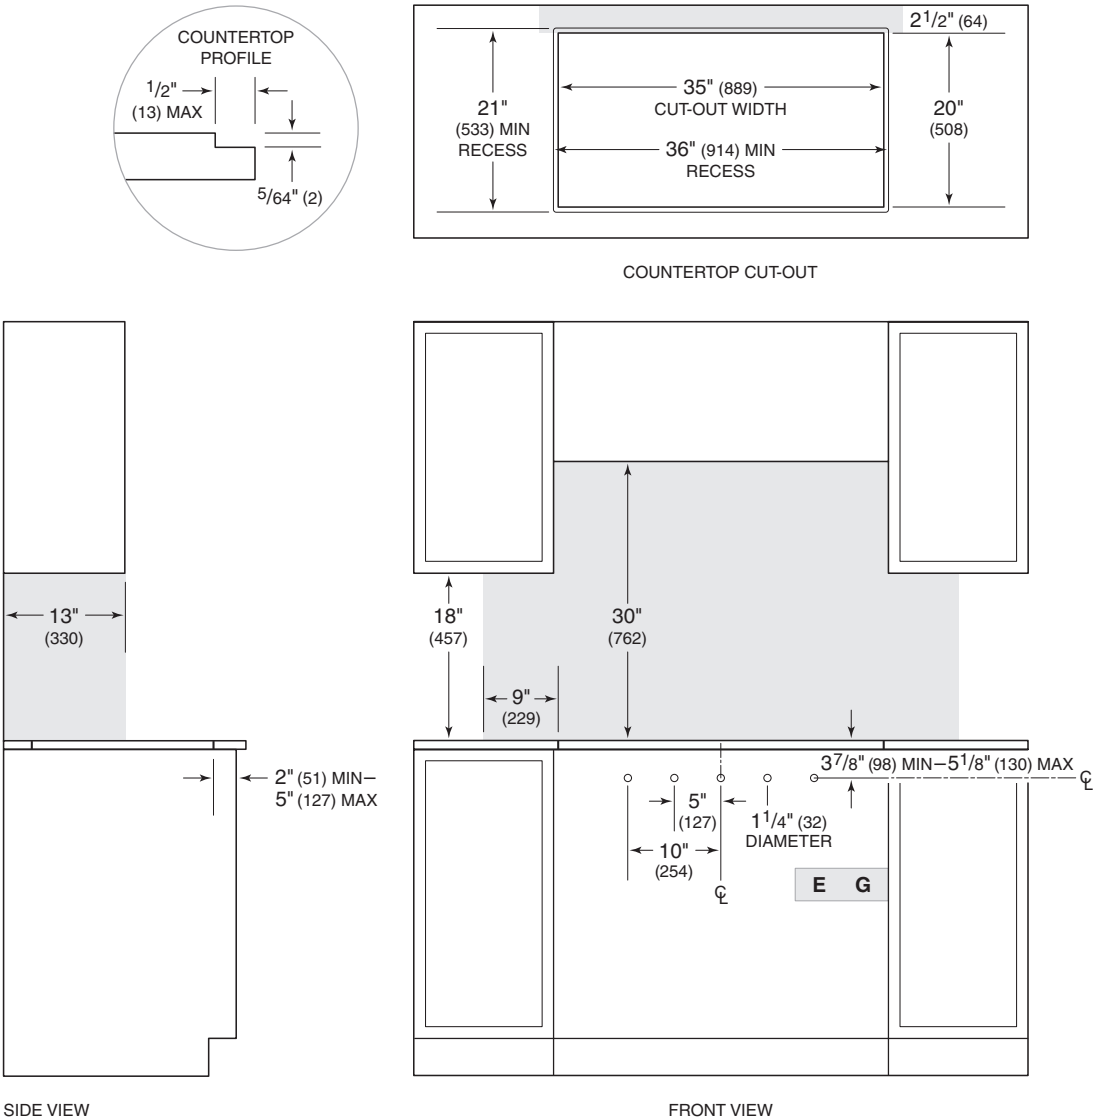 COUNTERTOP
PROFILE
1/2"
(13) MAX
5/64" (2)
2 1/2" (64)
35" (889)
CUT-OUT WIDTH
21"
(533) MIN
RECESS
20"
(508)
36" (914) MIN
RECESS
COUNTERTOP CUT-OUT
13"
(330)
18"
(457)
30"
(762)
9"
(229)
2" (51) MIN–
5" (127) MAX
3 7/8" (98) MIN–5 1/8" (130) MAX
CL
5"
(127)
1 1/4" (32)
DIAMETER
10"
(254)
CL
E G
SIDE VIEW
FRONT VIEW